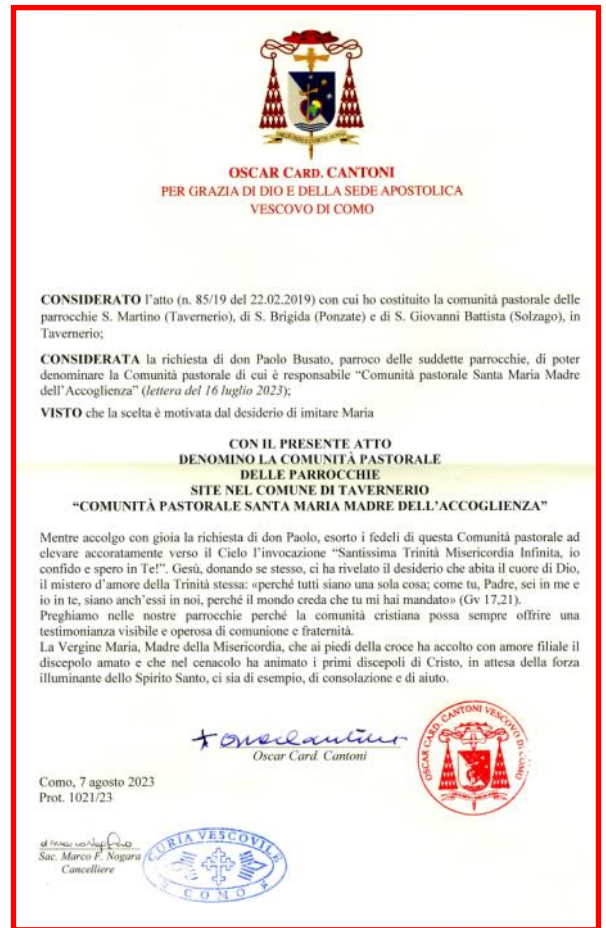 OSCAR CARD. CANTONI
PER GRAZIA DI DIO E DELLA SEDE APOSTOLICA
VESCOVO DI COMO
CONSIDERATO l'atto (n. 85/19 del 22.02.2019) con cui ho costituito la comunità pastorale delle
parrocchie S. Martino (Tavernerio), di S. Brigida (Ponzate) e di S. Giovanni Battista (Solzago), in
Tavernerio;
CONSIDERATA la richiesta di don Paolo Busato, parroco delle suddette parrocchie, di poter
denominare la Comunità pastorale di cui è responsabile "Comunità pastorale Santa Maria Madre
dell'Accoglienza" (lettera del 16 luglio 2023);
VISTO che la scelta è motivata dal desiderio di imitare Maria
CON IL PRESENTE ATTO
DENOMINO LA COMUNITÀ PASTORALE
DELLE PARROCCHIE
SITE NEL COMUNE DI TAVERNERIO
"COMUNITÀ PASTORALE SANTA MARIA MADRE DELL'ACCOGLIENZA"
Mentre accolgo con gioia la richiesta di don Paolo, esorto i fedeli di questa Comunità pastorale ad
elevare accoratamente verso il Cielo l'invocazione "Santissima Trinità Misericordia Infinita, io
confido e spero in Te!". Gesù, donando se stesso, ci ha rivelato il desiderio che abita il cuore di Dio,
il mistero d'amore della Trinità stessa: «perché tutti siano una sola cosa; come tu, Padre, sei in me e
io in te, siano anch'essi in noi, perché il mondo creda che tu mi hai mandato» (Gv 17,21).
Preghiamo nelle nostre parrocchie perché la comunità cristiana possa sempre offrire una
testimonianza visibile e operosa di comunione e fraternità.
La Vergine Maria, Madre della Misericordia, che ai piedi della croce ha accolto con amore filiale il
discepolo amato e che nel cenacolo ha animato i primi discepoli di Cristo, in attesa della forza
illuminante dello Spirito Santo, ci sia di esempio, di consolazione e di aiuto.
Oscar Card. Cantoni
OSCAR CARD. CANTONI VESCOVO DI COMO
Como, 7 agosto 2023
Prot. 1021/23
Sac. Marco F. Nogara
Cancelliere
CURIA VESCOVILE
COMO